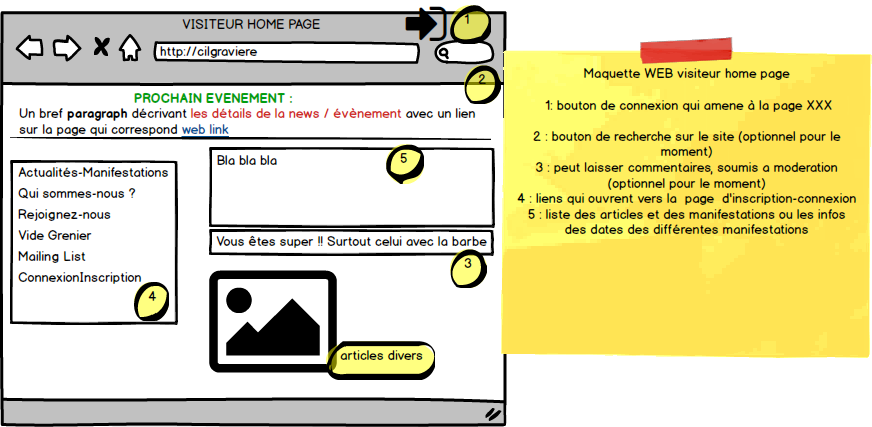 VISITEUR HOME PAGE
1
http://cilgraviere
2
PROCHAIN EVENEMENT :
Un bref paragraph décrivant les détails de la news / évènement avec un lien
sur la page qui correspond web link
Actualités-Manifestations
Qui sommes-nous ?
Rejoignez-nous
Vide Grenier
Mailing List
ConnexionInscription
4
Bla bla bla
5
Vous êtes super !! Surtout celui avec la barbe
3
articles divers
Maquette WEB visiteur home page
1: bouton de connexion qui amene à la page XXX
2 : bouton de recherche sur le site (optionnel pour le
moment)
3 : peut laisser commentaires, soumis a moderation
(optionnel pour le moment)
4 : liens qui ouvrent vers la page d'inscription-connexion
5 : liste des articles et des manifestations ou les infos
des dates des différentes manifestations